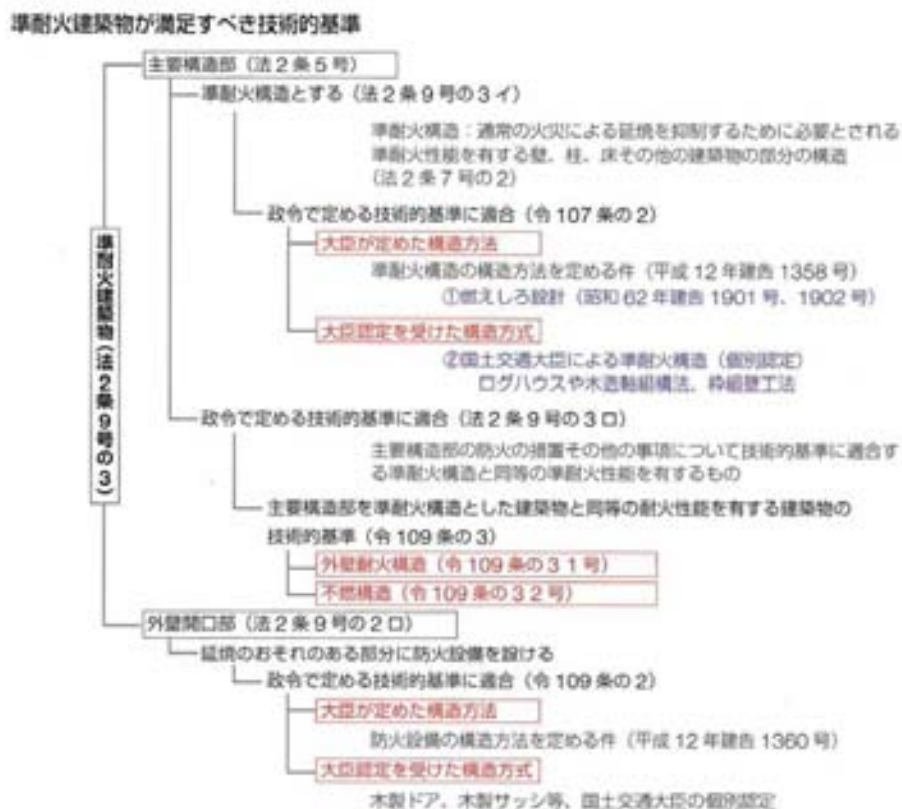 準耐火建築物が満足すべき技術的基準
準耐火建築物(法2条9号の3)
主要構造部(法2条5号)
準耐火構造とする(法2条9号の3イ)
準耐火構造:通常の火災による延焼を抑制するために必要とされる
準耐火性能を有する壁、柱、床その他の建築物の部分の構造
(法2条7号の2)
政令で定める技術的基準に適合(令107条の2)
大臣が定めた構造方法
準耐火構造の構造方法を定める件(平成12年建告1358号)
①燃えしろ設計(昭和62年建告1901号、1902号)
大臣認定を受けた構造方式
②国土交通大臣による準耐火構造(個別認定)
ログハウスや木造軸組構法、枠組壁工法
政令で定める技術的基準に適合(法2条9号の3ロ)
主要構造部の防火の措置その他の事項について技術的基準に適合す
る準耐火構造と同等の準耐火性能を有するもの
主要構造部を準耐火構造とした建築物と同等の耐火性能を有する建築物の
技術的基準(令109条の3)
外壁耐火構造(令109条の3 1号)
不燃構造(令109条の3 2号)
外壁開口部(法2条9号の2ロ)
延焼のおそれのある部分に防火設備を設ける
政令で定める技術的基準に適合(令109条の2)
大臣が定めた構造方法
防火設備の構造方法を定める件(平成12年建告1360号)
大臣認定を受けた構造方式
木製ドア、木製サッシ等、国土交通大臣の個別認定